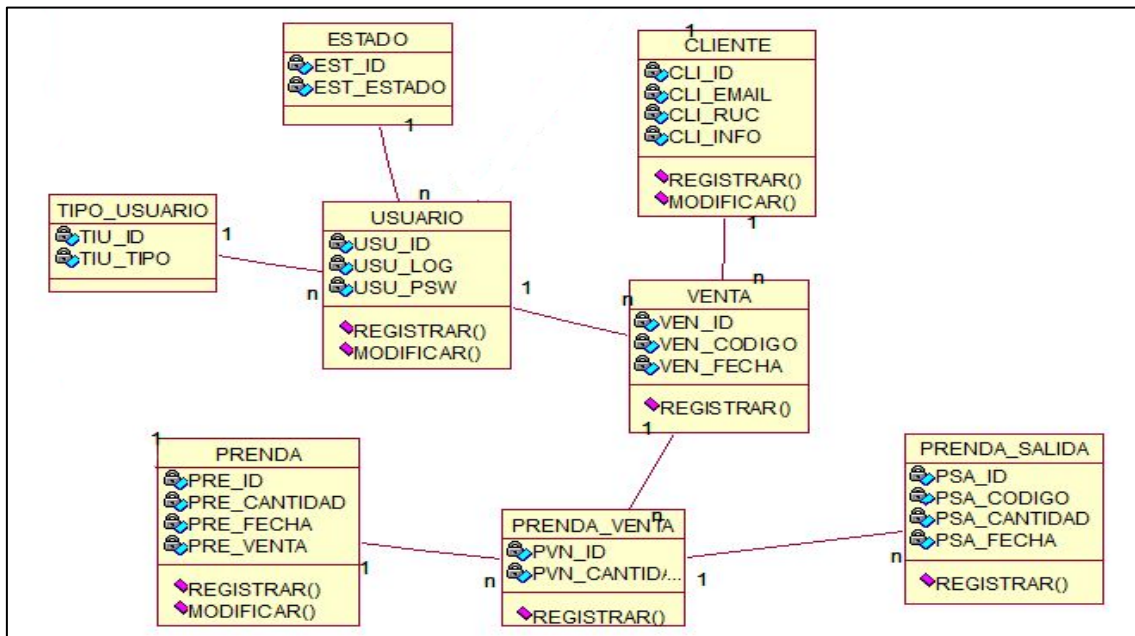 ESTADO
EST_ID
EST_ESTADO
1
n
1
CLIENTE
CLI_ID
CLI_EMAIL
CLI_RUC
CLI_INFO
REGISTRAR()
MODIFICAR()
1
n
TIPO_USUARIO
TIU_ID
TIU_TIPO
1
n
USUARIO
USU_ID
USU_LOG
USU_PSW
REGISTRAR()
MODIFICAR()
1
n
VENTA
VEN_ID
VEN_CODIGO
VEN_FECHA
REGISTRAR()
1
n
1
PRENDA
PRE_ID
PRE_CANTIDAD
PRE_FECHA
PRE_VENTA
REGISTRAR()
MODIFICAR()
1
n
PRENDA_VENTA
PVN_ID
PVN_CANTIDA...
REGISTRAR()
1
n
PRENDA_SALIDA
PSA_ID
PSA_CODIGO
PSA_CANTIDAD
PSA_FECHA
REGISTRAR()